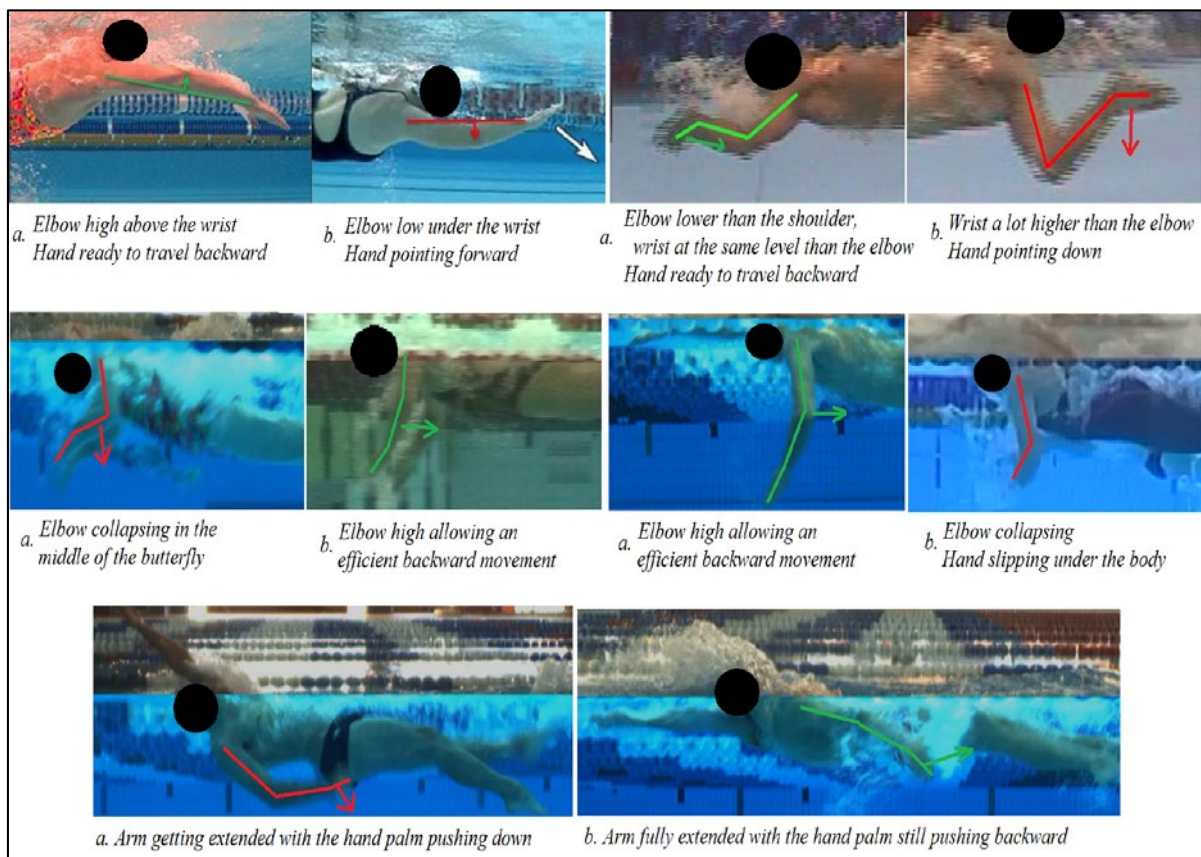 a. Elbow high above the wrist
Hand ready to travel backward
b. Elbow low under the wrist
Hand pointing forward
a. Elbow lower than the shoulder,
wrist at the same level than the elbow
Hand ready to travel backward
b. Wrist a lot higher than the elbow
Hand pointing down
a. Elbow collapsing in the
middle of the butterfly
b. Elbow high allowing an
efficient backward movement
a. Elbow high allowing an
efficient backward movement
b. Elbow collapsing
Hand slipping under the body
a. Arm getting extended with the hand palm pushing down
b. Arm fully extended with the hand palm still pushing backward